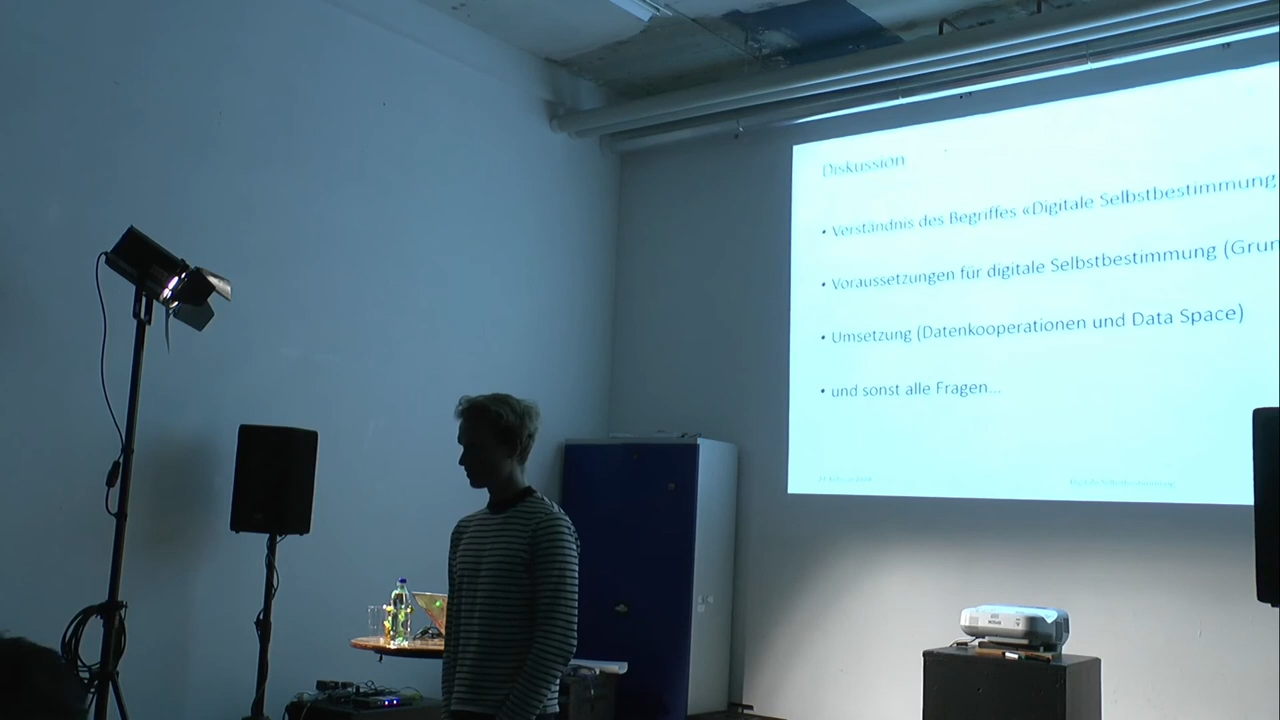 Diskussion
• Verständnis des Begriffes «Digitale Selbstbestimmung
• Voraussetzungen für digitale Selbstbestimmung (Grun
• Umsetzung (Datenkooperationen und Data Space)
• und sonst alle Fragen...